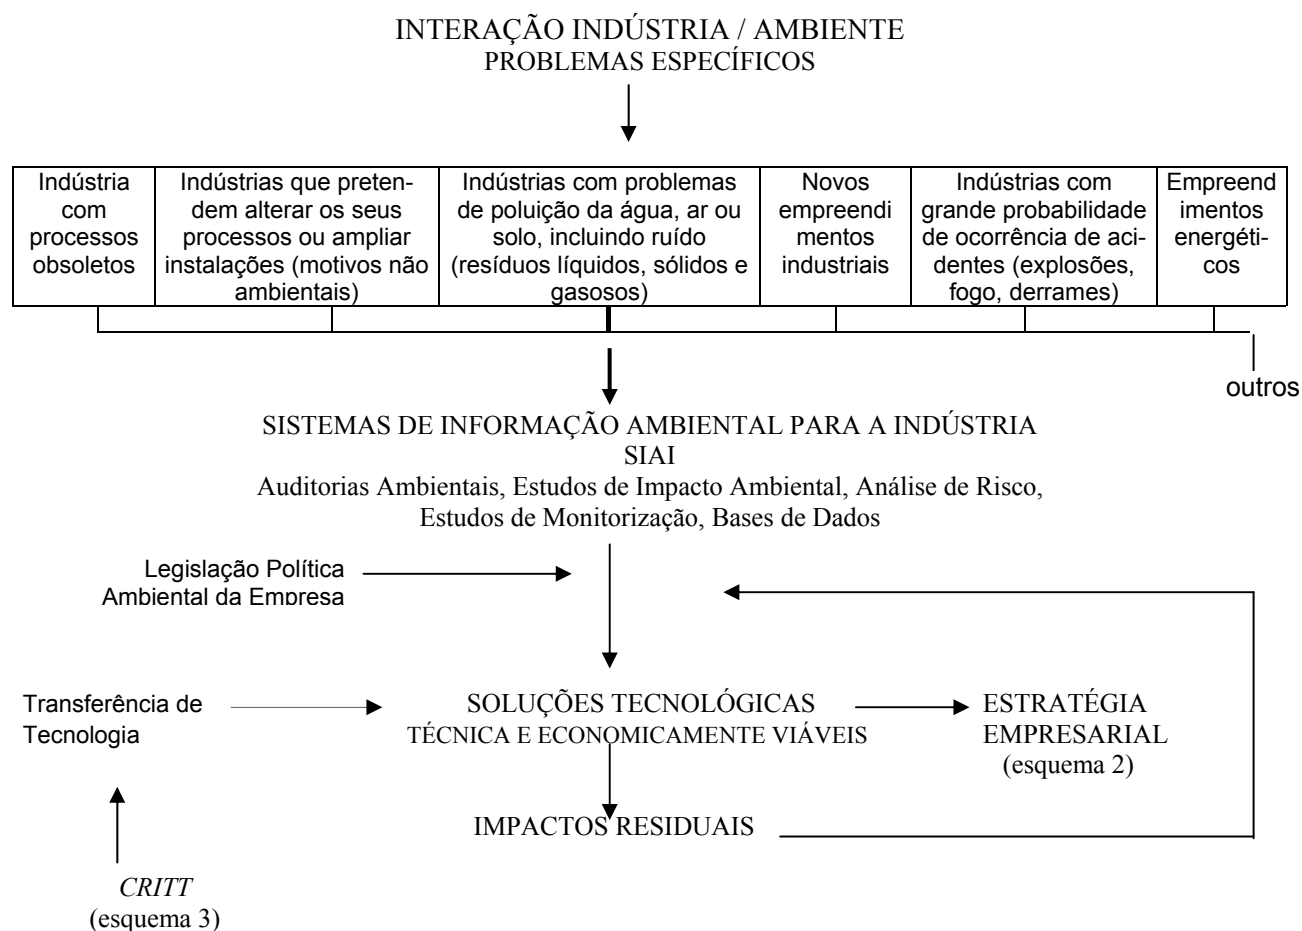 INTERAÇÃO INDÚSTRIA / AMBIENTE
PROBLEMAS ESPECÍFICOS
Indústria
com
processos
obsoletos
Indústrias que preten-
dem alterar os seus
processos ou ampliar
instalações (motivos não
ambientais)
Indústrias com problemas
de poluição da água, ar ou
solo, incluindo ruído
(resíduos líquidos, sólidos e
gasosos)
Novos
empreendi
mentos
industriais
Indústrias com
grande probabilidade
de ocorrência de aci-
dentes (explosões,
fogo, derrames)
Empreend
imentos
energéti-
cos
outros
SISTEMAS DE INFORMAÇÃO AMBIENTAL PARA A INDÚSTRIA
SIAI
Auditorias Ambientais, Estudos de Impacto Ambiental, Análise de Risco,
Estudos de Monitorização, Bases de Dados
Legislação Política
Ambiental da Empresa
Transferência de
Tecnologia
SOLUÇÕES TECNOLÓGICAS
TÉCNICA E ECONOMICAMENTE VIÁVEIS
ESTRATÉGIA
EMPRESARIAL
(esquema 2)
IMPACTOS RESIDUAIS
CRITT
(esquema 3)